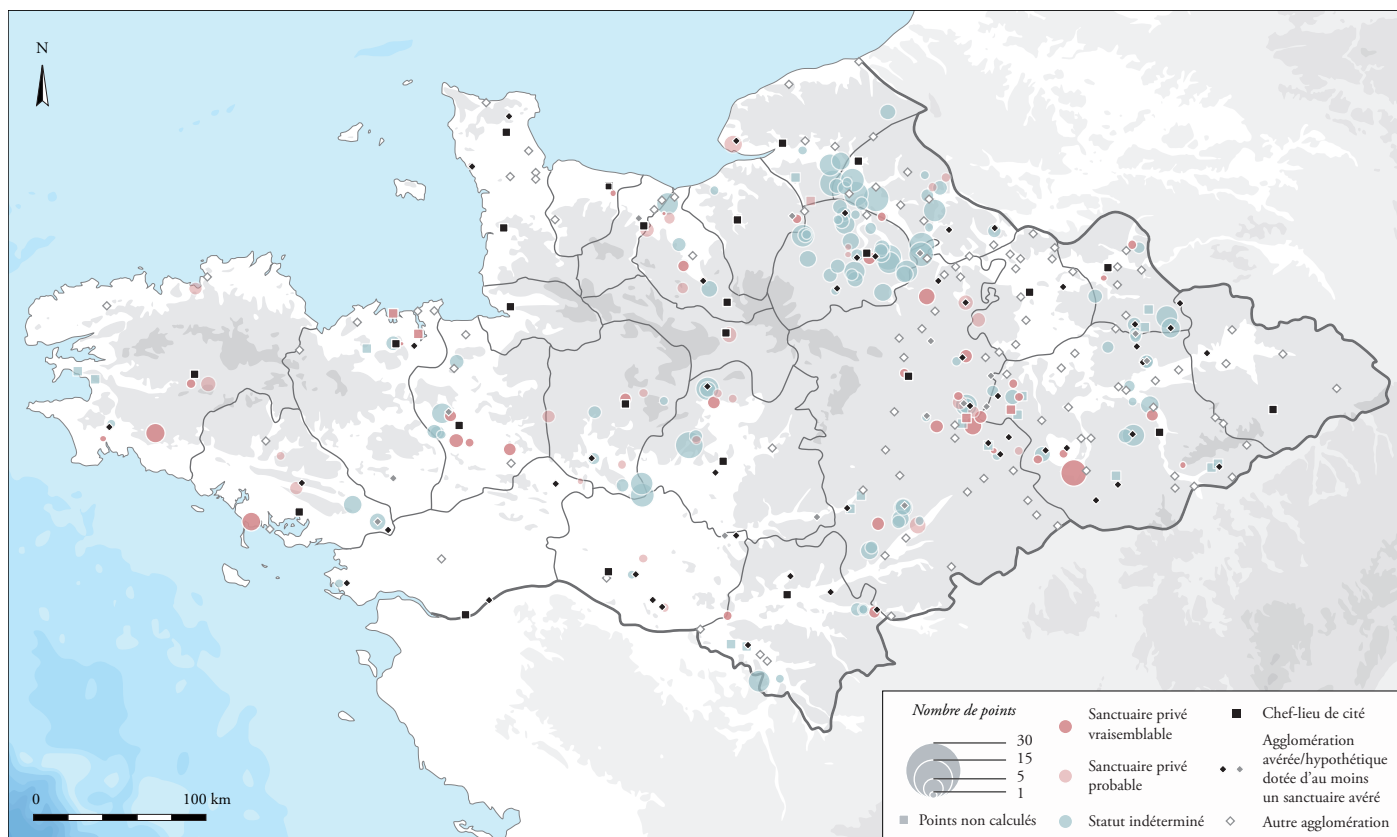 N
0 100 km
Nombre de points
30
15
5
1
Points non calculés
Sanctuaire privé
vraisemblable
Sanctuaire privé
probable
Statut indéterminé
Chef-lieu de cité
Agglomération
avérée/hypothétique
dotée d'au moins
un sanctuaire avéré
Autre agglomération